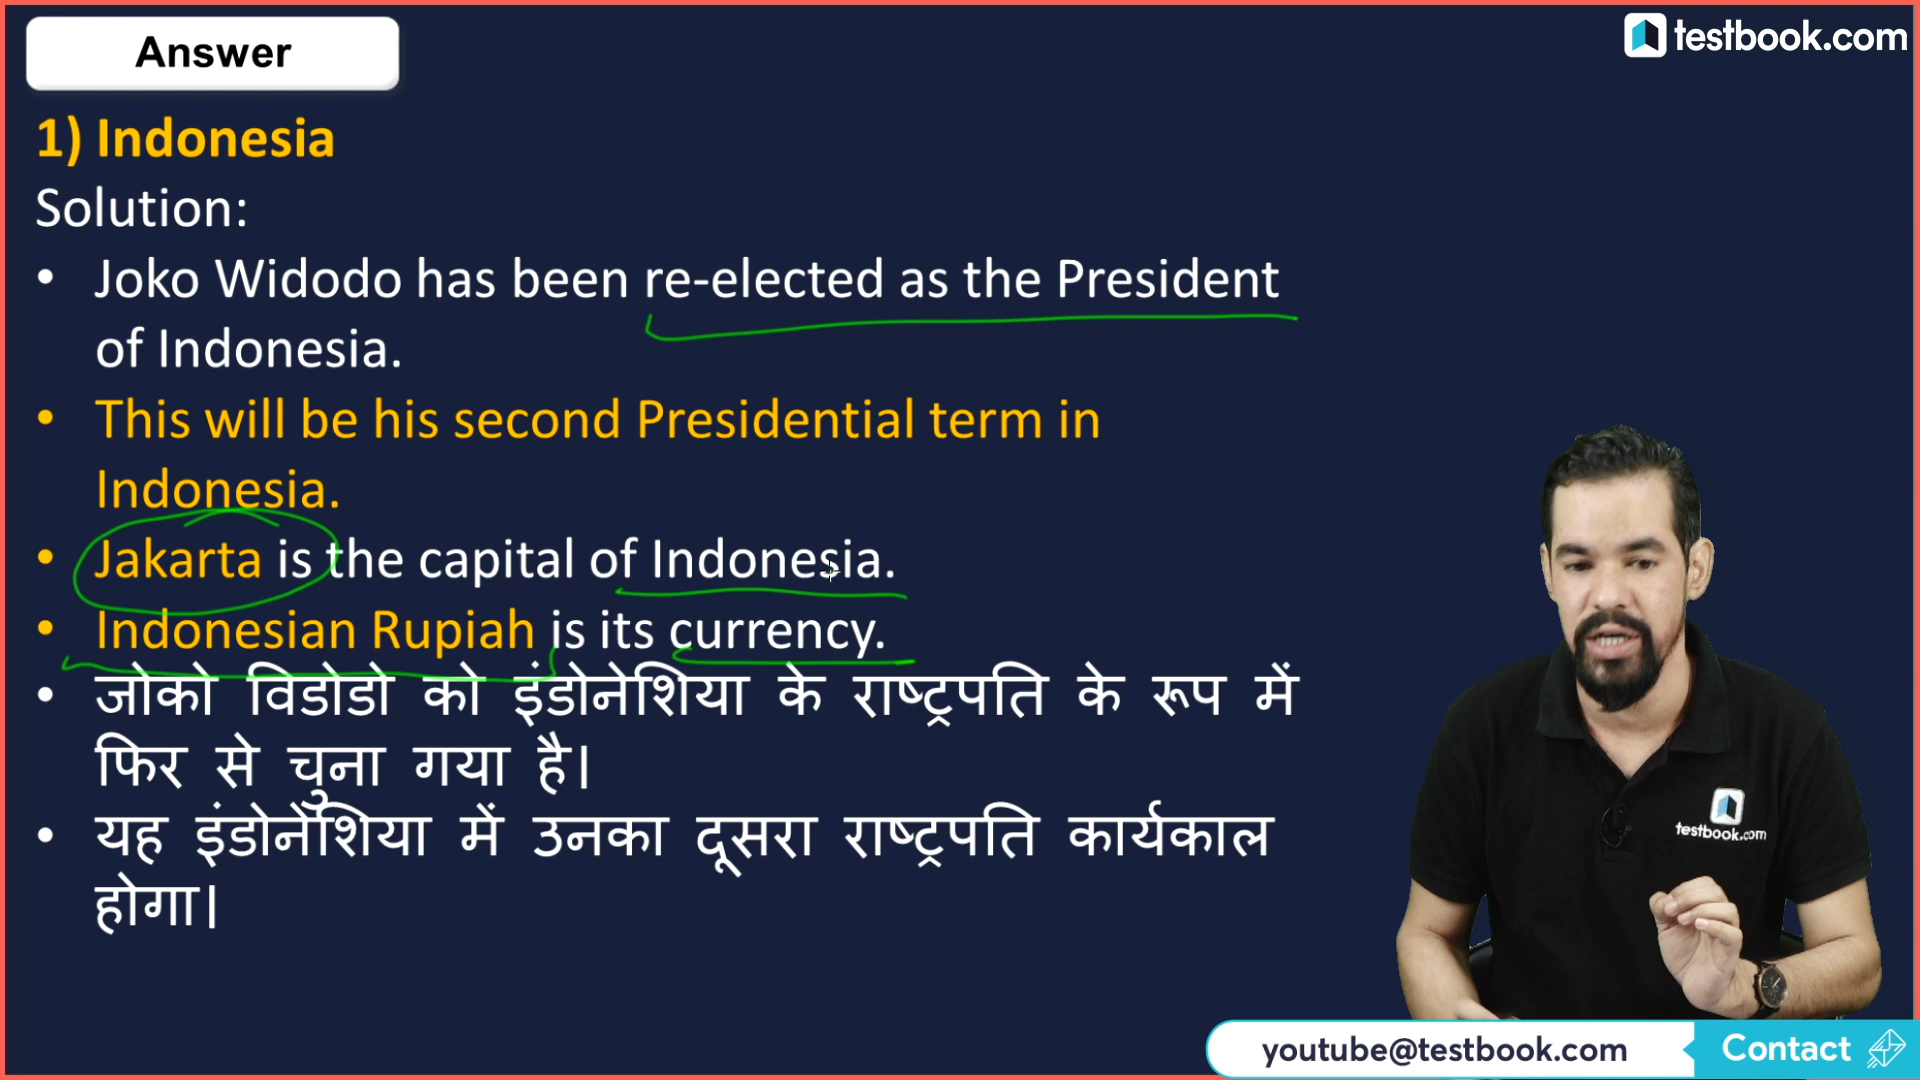 Answer
testbook.com
1) Indonesia
Solution:
• Joko Widodo has been re-elected as the President
of Indonesia.
• This will be his second Presidential term in
Indonesia.
• Jakarta is the capital of Indonesia.
• Indonesian Rupiah is its currency.
• जोको विडोडो को इंडोनेशिया के राष्ट्रपति के रूप में
फिर से चुना गया है।
• यह इंडोनेशिया में उनका दूसरा राष्ट्रपति कार्यकाल
होगा।
testbook.com
youtube@testbook.com
Contact